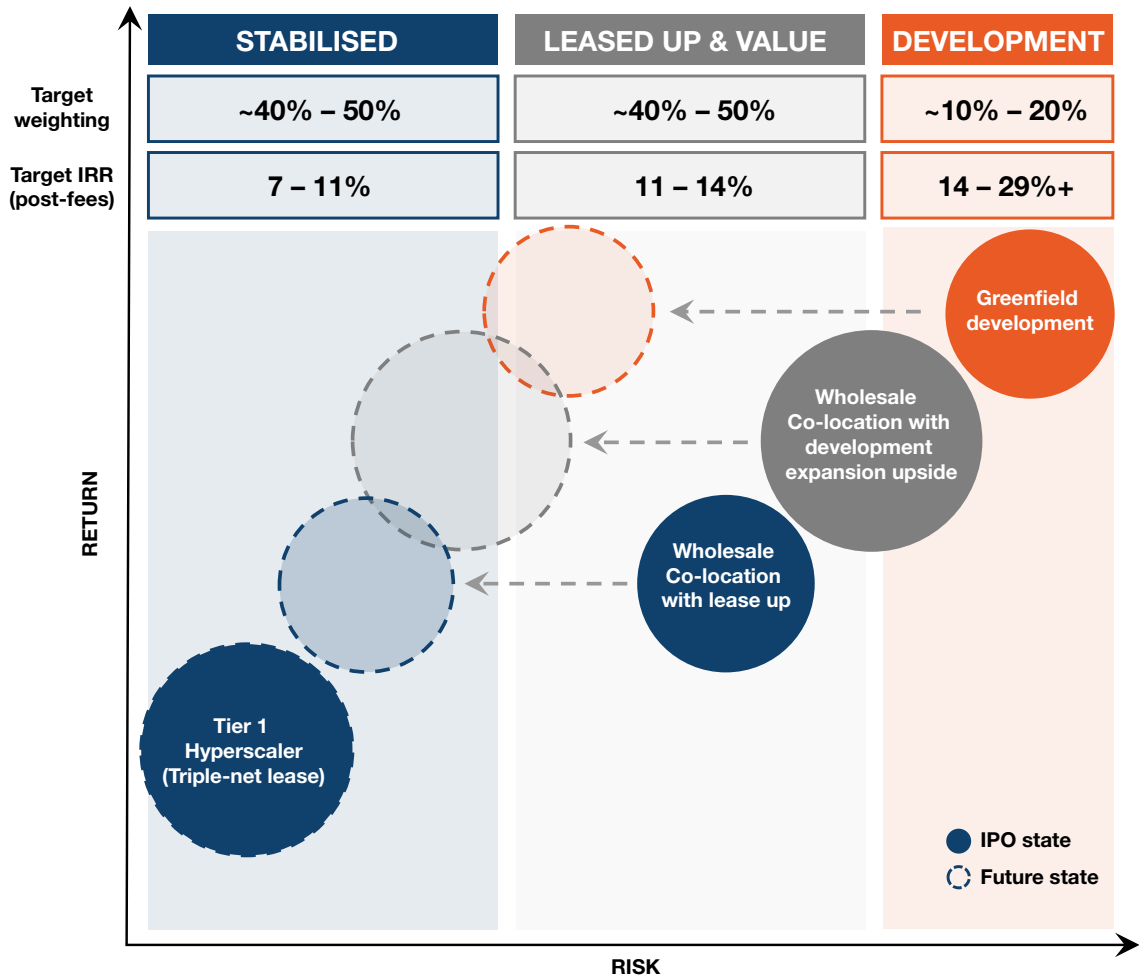 STABILISED
LEASED UP & VALUE
DEVELOPMENT
Target
weighting
~40% – 50%
~40% – 50%
~10% – 20%
Target IRR
(post-fees)
7 – 11%
11 – 14%
14 – 29%+
Greenfield
development
Wholesale
Co-location with
development
expansion upside
Wholesale
Co-location
with lease up
Tier 1
Hyperscaler
(Triple-net lease)
RETURN
IPO state
Future state
RISK